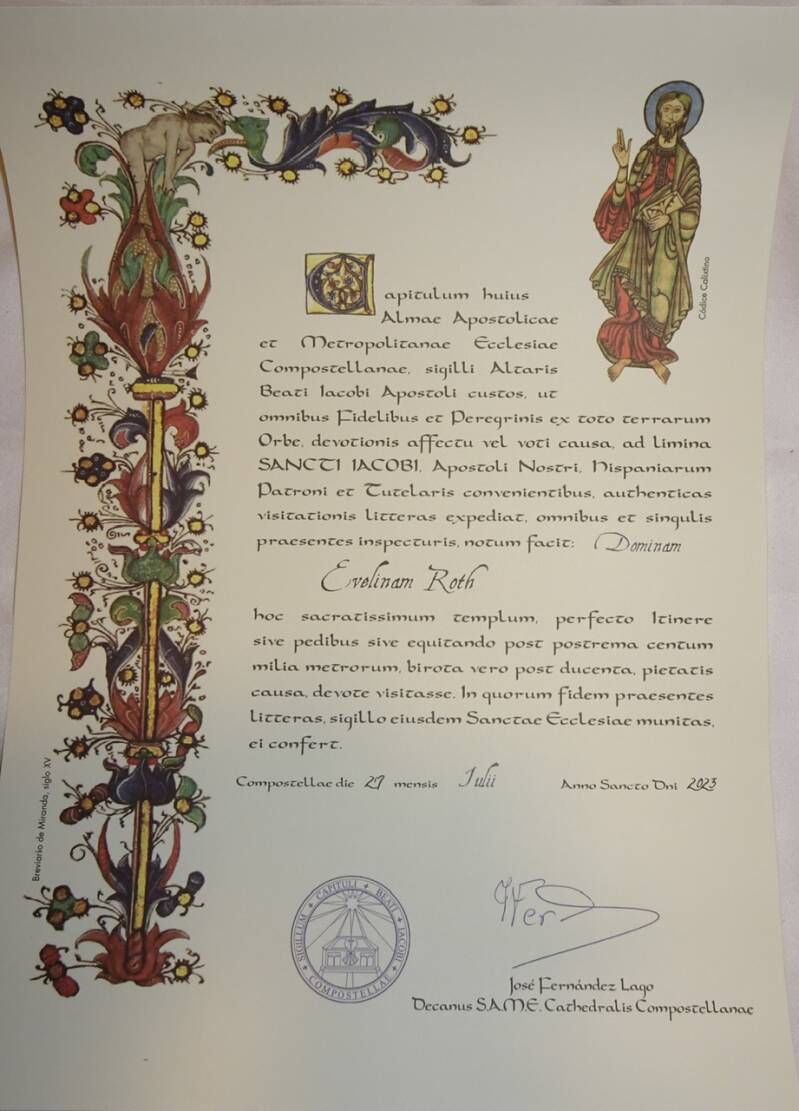 Capitulum huius
Almae Apostolicae
et Metropolitanae Ecclesiae
Compostellanae, sigilli Altaris
Beati Iacobi Apostoli custos, ut
omnibus Fidelibus et Peregrinis ex toto terrarum
Orbe, devotionis affectu vel voti causa, ad limina
SANCTI IACOBI, Apostoli Nostri, Hispaniarum
Patroni et Tutelaris convenientibus, authenticas
visitationis litteras expediat, omnibus et singulis
praesentes inspecturis, notum facit: Dominam
Evelinam Roth
hoc sacratissimum templum, perfecto Itinere
sive pedibus sive equitando post postrema centum
milia metrorum, birota vero post ducenta, pietatis
causa, devote visitasse. In quorum fidem praesentes
litteras, sigillo eiusdem Sanctae Ecclesiae munitas,
ei confert.
Compostellae die 27 mensis Iulii Anno Sancto Dni 2023
Códice Calixtino
Breviario de Miranda, siglo XV
SIGILLUM CAPITULI BEATI IACOBI COMPOSTELLAE
José Fernández Lago
Decanus S.A.M.E. Cathedralis Compostellanae